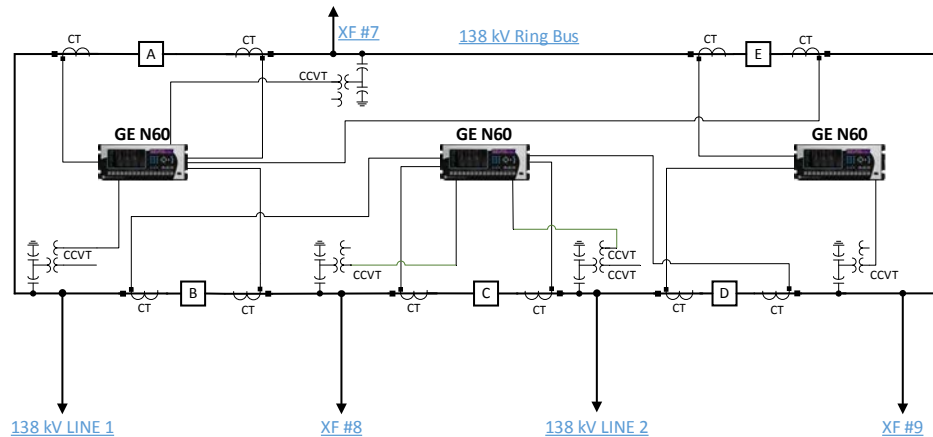 XF #7
138 kV Ring Bus
CT
A
CT
CT
E
CT
CCVT
GE N60
GE N60
GE N60
CCVT
CCVT
CCVT
CCVT
CCVT
B
C
D
CT
CT
CT
CT
CT
CT
138 kV LINE 1
XF #8
138 kV LINE 2
XF #9